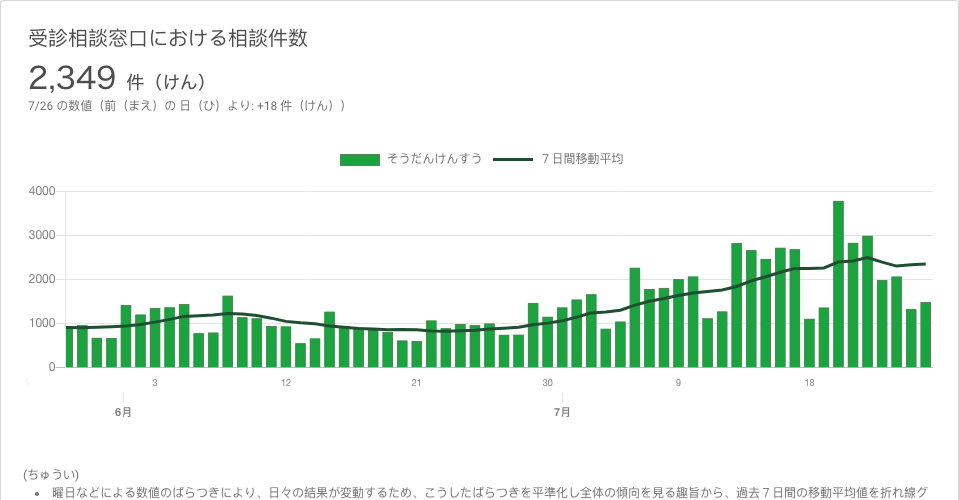 受診相談窓口における相談件数
2,349 件（けん）
7/26 の数値（前（まえ）の 日（ひ）より: +18 件（けん））
そうだんけんすう 7 日間移動平均
4000
3000
2000
1000
0
3 12 21 30 9 18
6月 7月
(ちゅうい)
• 曜日などによる数値のばらつきにより、日々の結果が変動するため、こうしたばらつきを平準化し全体の傾向を見る趣旨から、過去 7 日間の移動平均値を折れ線グ